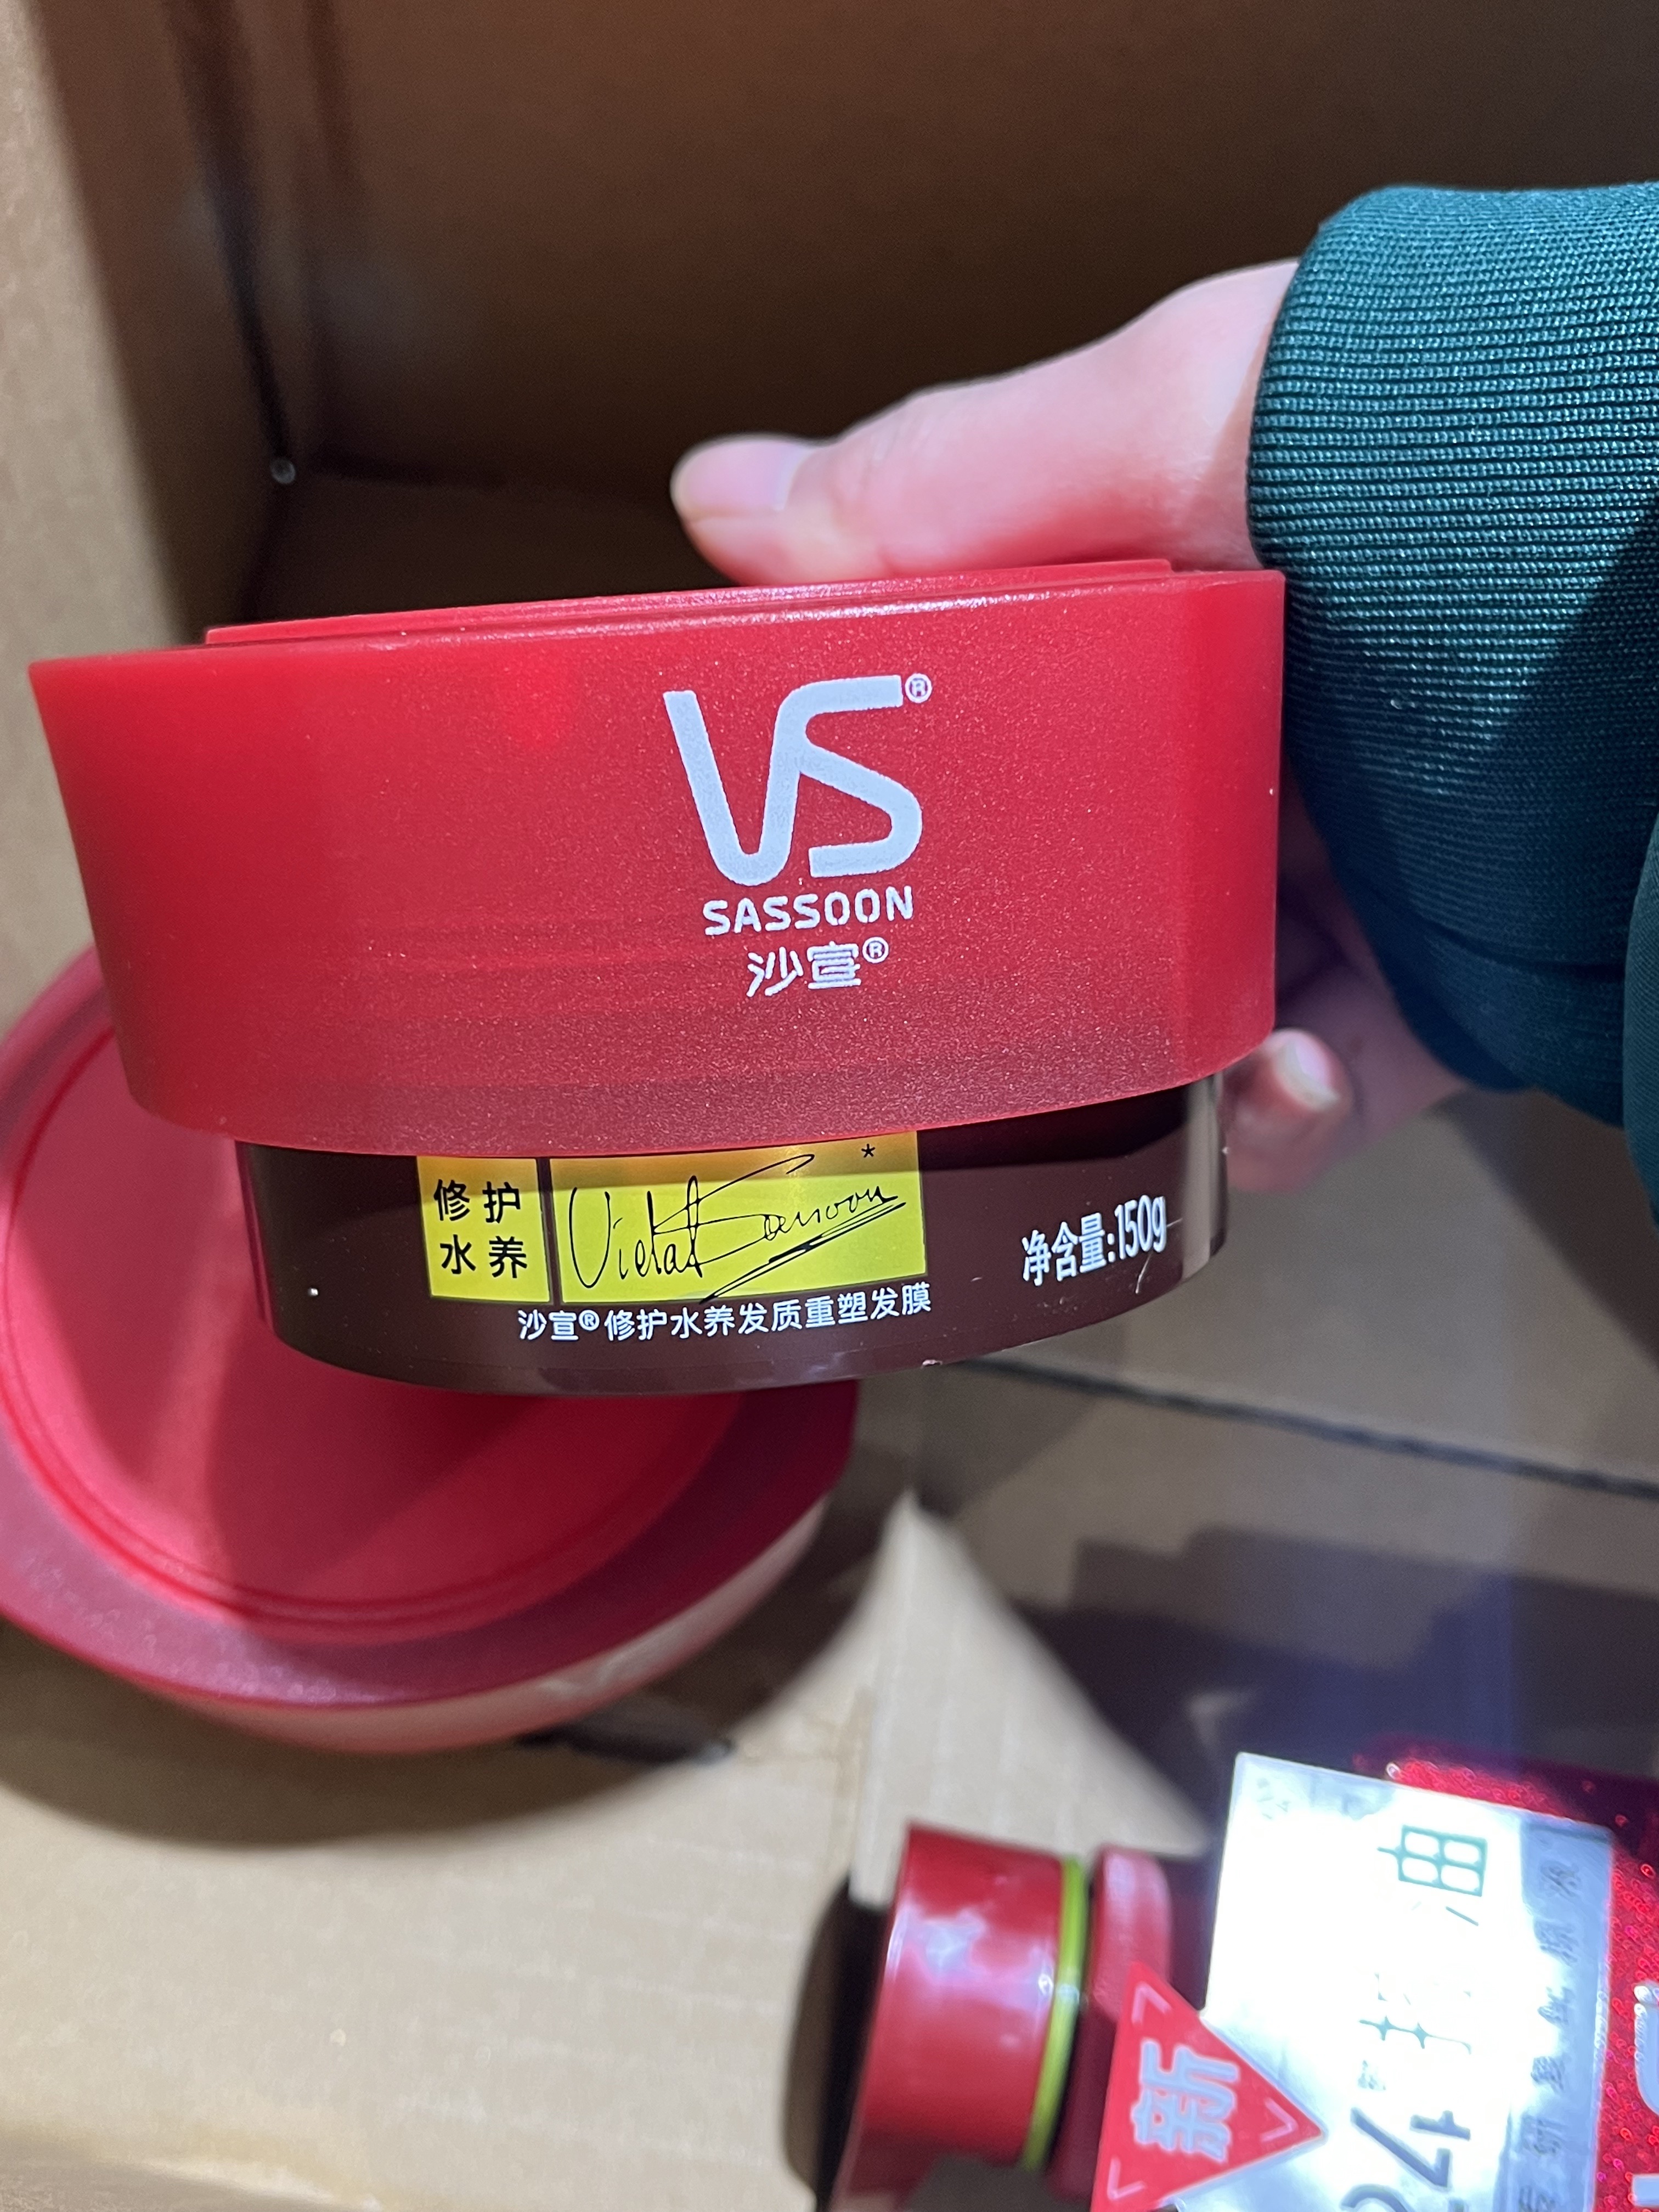 VS®
SASSOON
沙宣®
修护
水养
Vidal Sassoon*
净含量:150g
沙宣®修护水养发质重塑发膜
新